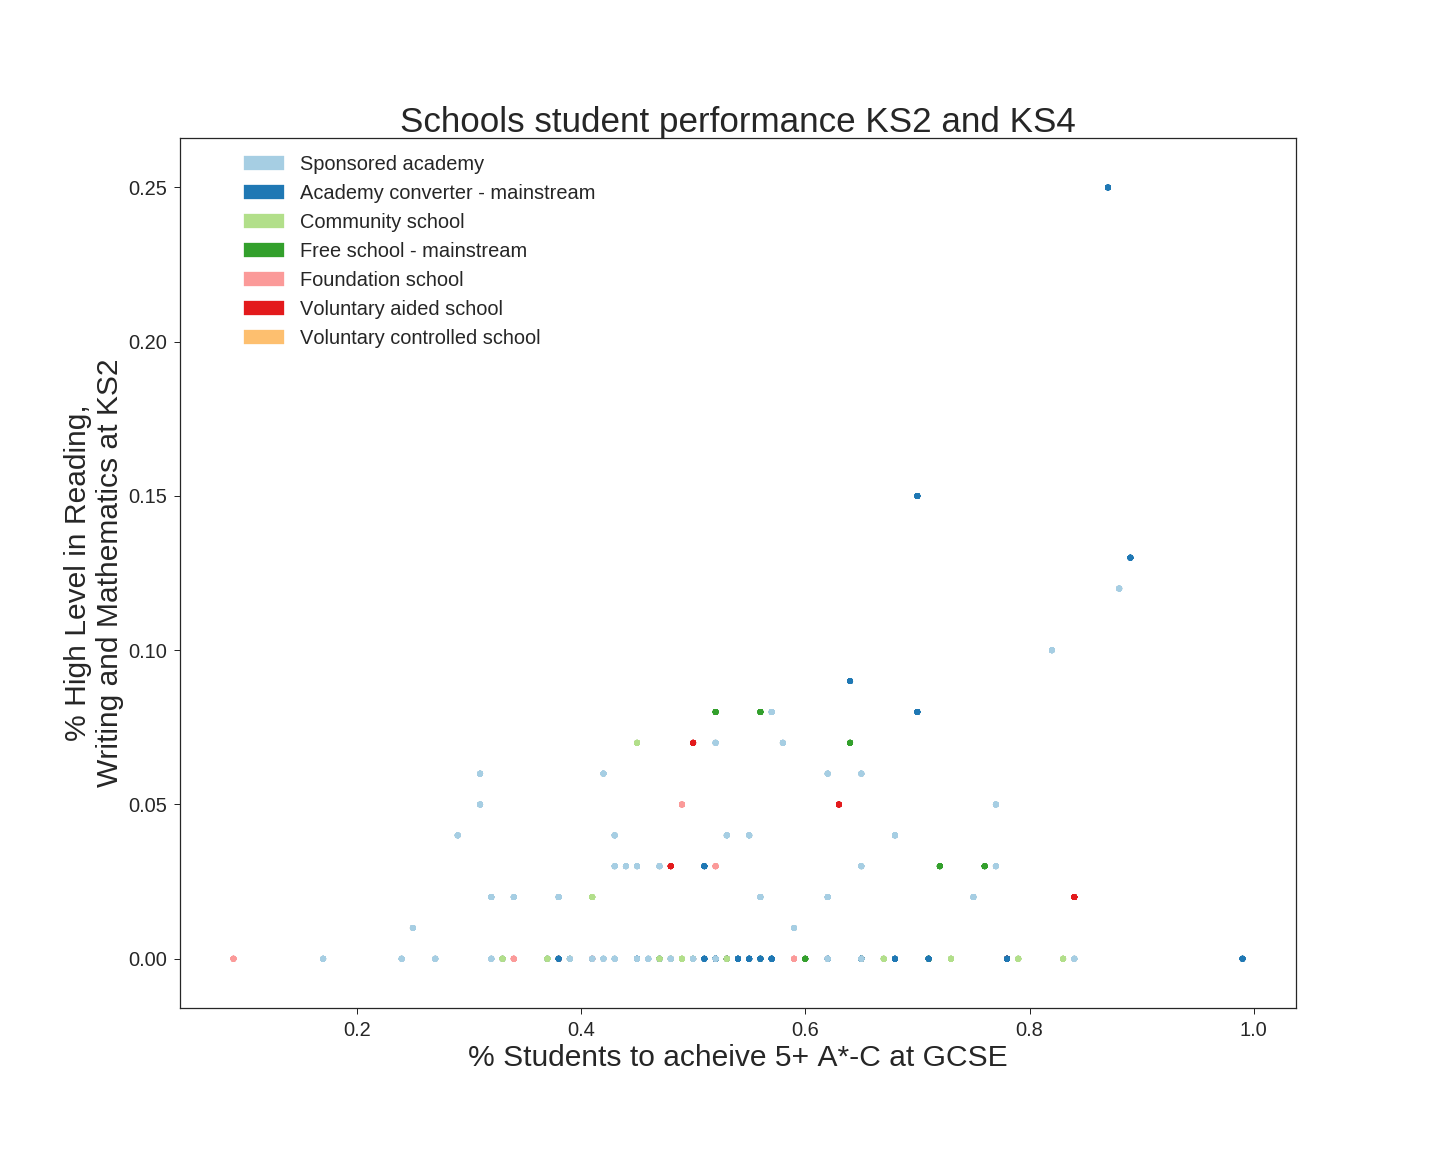 Schools student performance KS2 and KS4
Sponsored academy
Academy converter - mainstream
Community school
Free school - mainstream
Foundation school
Voluntary aided school
Voluntary controlled school
% High Level in Reading,
Writing and Mathematics at KS2
0.25
0.20
0.15
0.10
0.05
0.00
0.2
0.4
0.6
0.8
1.0
% Students to acheive 5+ A*-C at GCSE